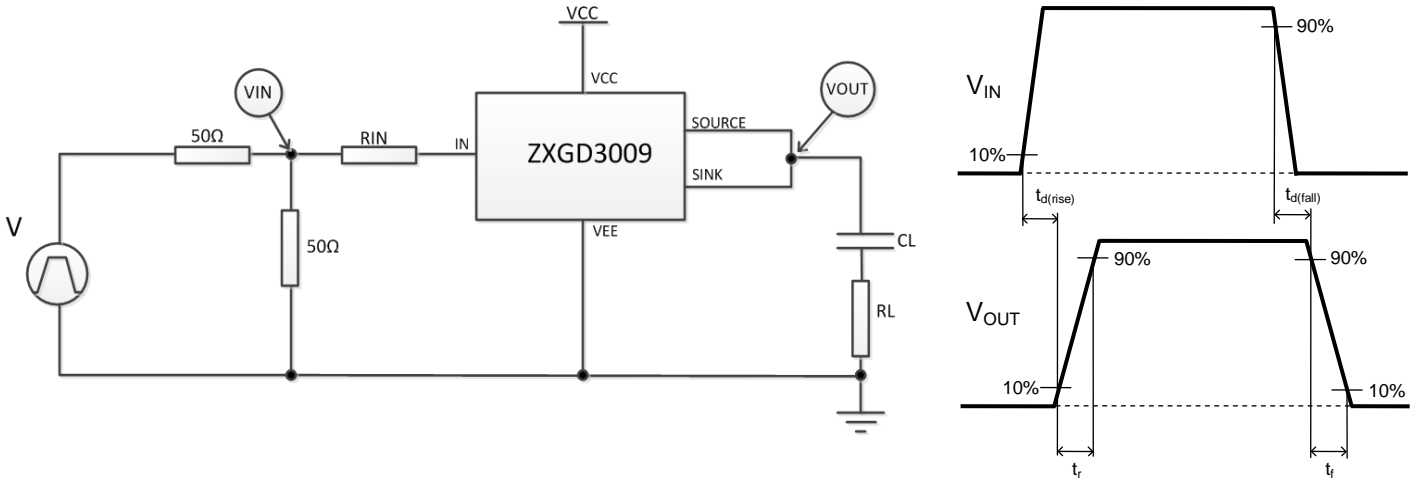 VCC
VCC
VIN
VOUT
50Ω
RIN
IN
ZXGD3009
SOURCE
SINK
VEE
V
50Ω
CL
RL
90%
VIN
10%
td(rise)
td(fall)
90%
90%
VOUT
10%
10%
tr
tf